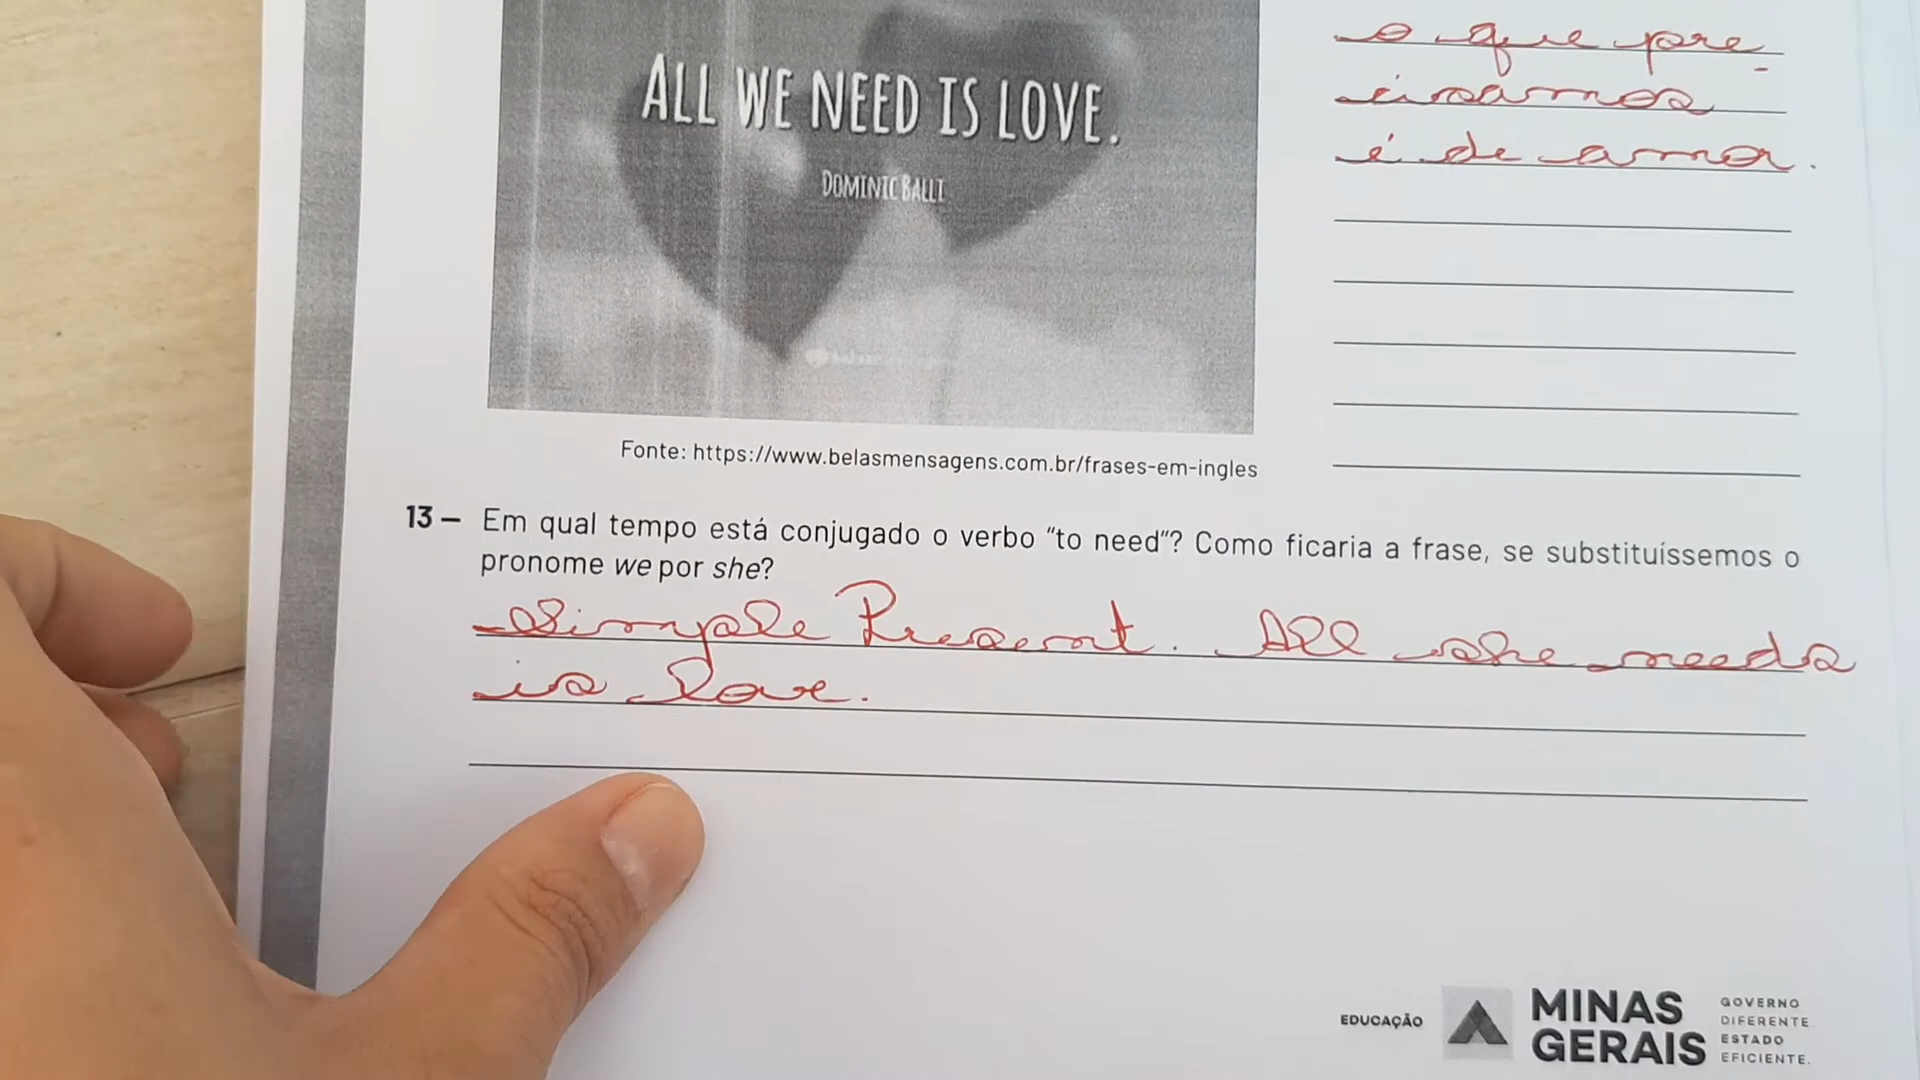 ALL WE NEED IS LOVE.
DOMINIC BALLI
o que pre-
cisamos
é de amor.
Fonte: https://www.belasmensagens.com.br/frases-em-ingles
13 — Em qual tempo está conjugado o verbo “to need”? Como ficaria a frase, se substituíssemos o
pronome we por she?
Simple Present. All she needs
is love.
EDUCAÇÃO
MINAS
GERAIS
GOVERNO
DIFERENTE.
ESTADO
EFICIENTE.